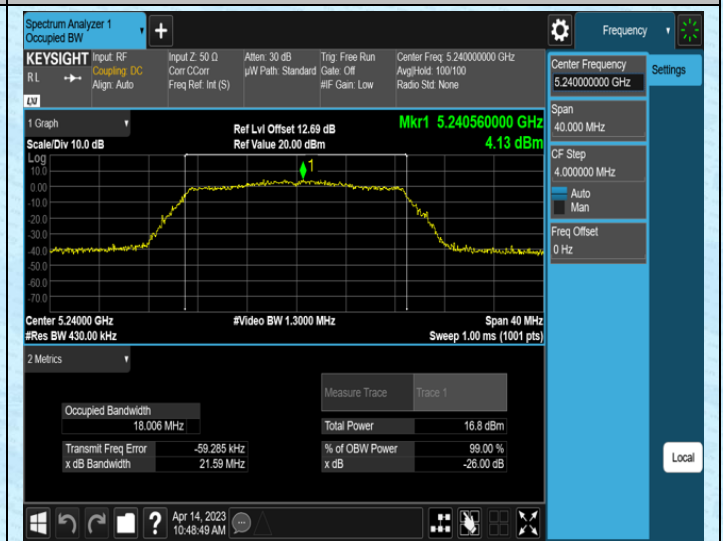 Spectrum Analyzer 1
Occupied BW
Frequency
KEYSIGHT
RL
LXI
Input: RF
Coupling: DC
Align: Auto
Input Z: 50 Ω
Corr CCorr
Freq Ref: Int (S)
Atten: 30 dB
µW Path: Standard
Trig: Free Run
Gate: Off
#IF Gain: Low
Center Freq: 5.240000000 GHz
Avg|Hold: 100/100
Radio Std: None
Center Frequency
5.240000000 GHz
Settings
Span
40.000 MHz
CF Step
4.000000 MHz
Auto
Man
Freq Offset
0 Hz
Local
1 Graph
Scale/Div 10.0 dB
Ref Lvl Offset 12.69 dB
Ref Value 20.00 dBm
Mkr1 5.240560000 GHz
4.13 dBm
Log
10.0
0.00
-10.0
-20.0
-30.0
-40.0
-50.0
-60.0
-70.0
1
Center 5.24000 GHz
#Res BW 430.00 kHz
#Video BW 1.3000 MHz
Span 40 MHz
Sweep 1.00 ms (1001 pts)
2 Metrics
Measure Trace Trace 1
Occupied Bandwidth
18.006 MHz
Total Power 16.8 dBm
Transmit Freq Error -59.285 kHz
% of OBW Power 99.00 %
x dB Bandwidth 21.59 MHz
x dB -26.00 dB
?
Apr 14, 2023
10:48:49 AM